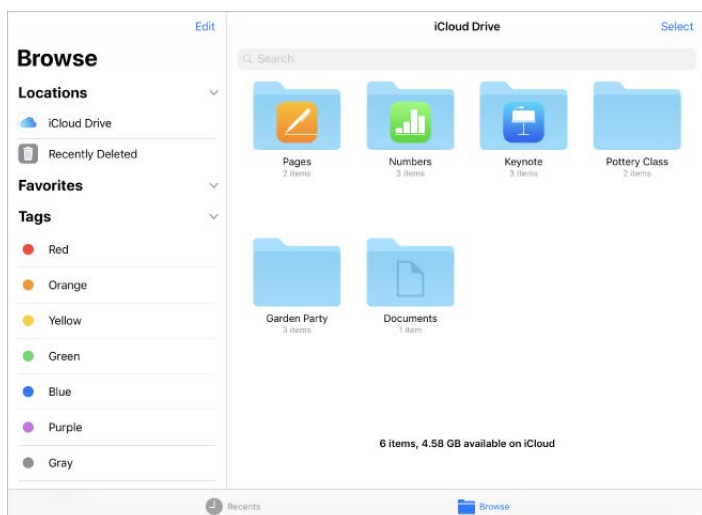 Edit
Browse
Locations
iCloud Drive
Recently Deleted
Favorites
Tags
Red
Orange
Yellow
Green
Blue
Purple
Gray
iCloud Drive
Select
Search
Pages
2 items
Numbers
3 items
Keynote
3 items
Pottery Class
2 items
Garden Party
3 items
Documents
1 item
6 items, 4.58 GB available on iCloud
Recents
Browse